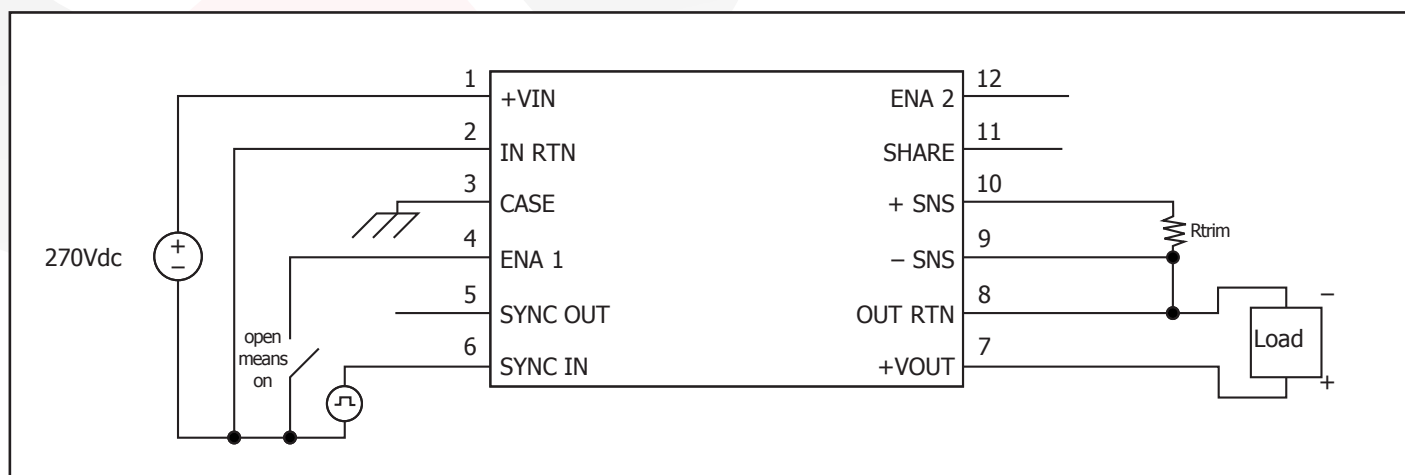 1
+VIN
2
IN RTN
3
CASE
4
ENA 1
5
SYNC OUT
6
SYNC IN
12
ENA 2
11
SHARE
10
+ SNS
9
– SNS
8
OUT RTN
7
+VOUT
270Vdc
+
–
open
means
on
Rtrim
–
Load
+